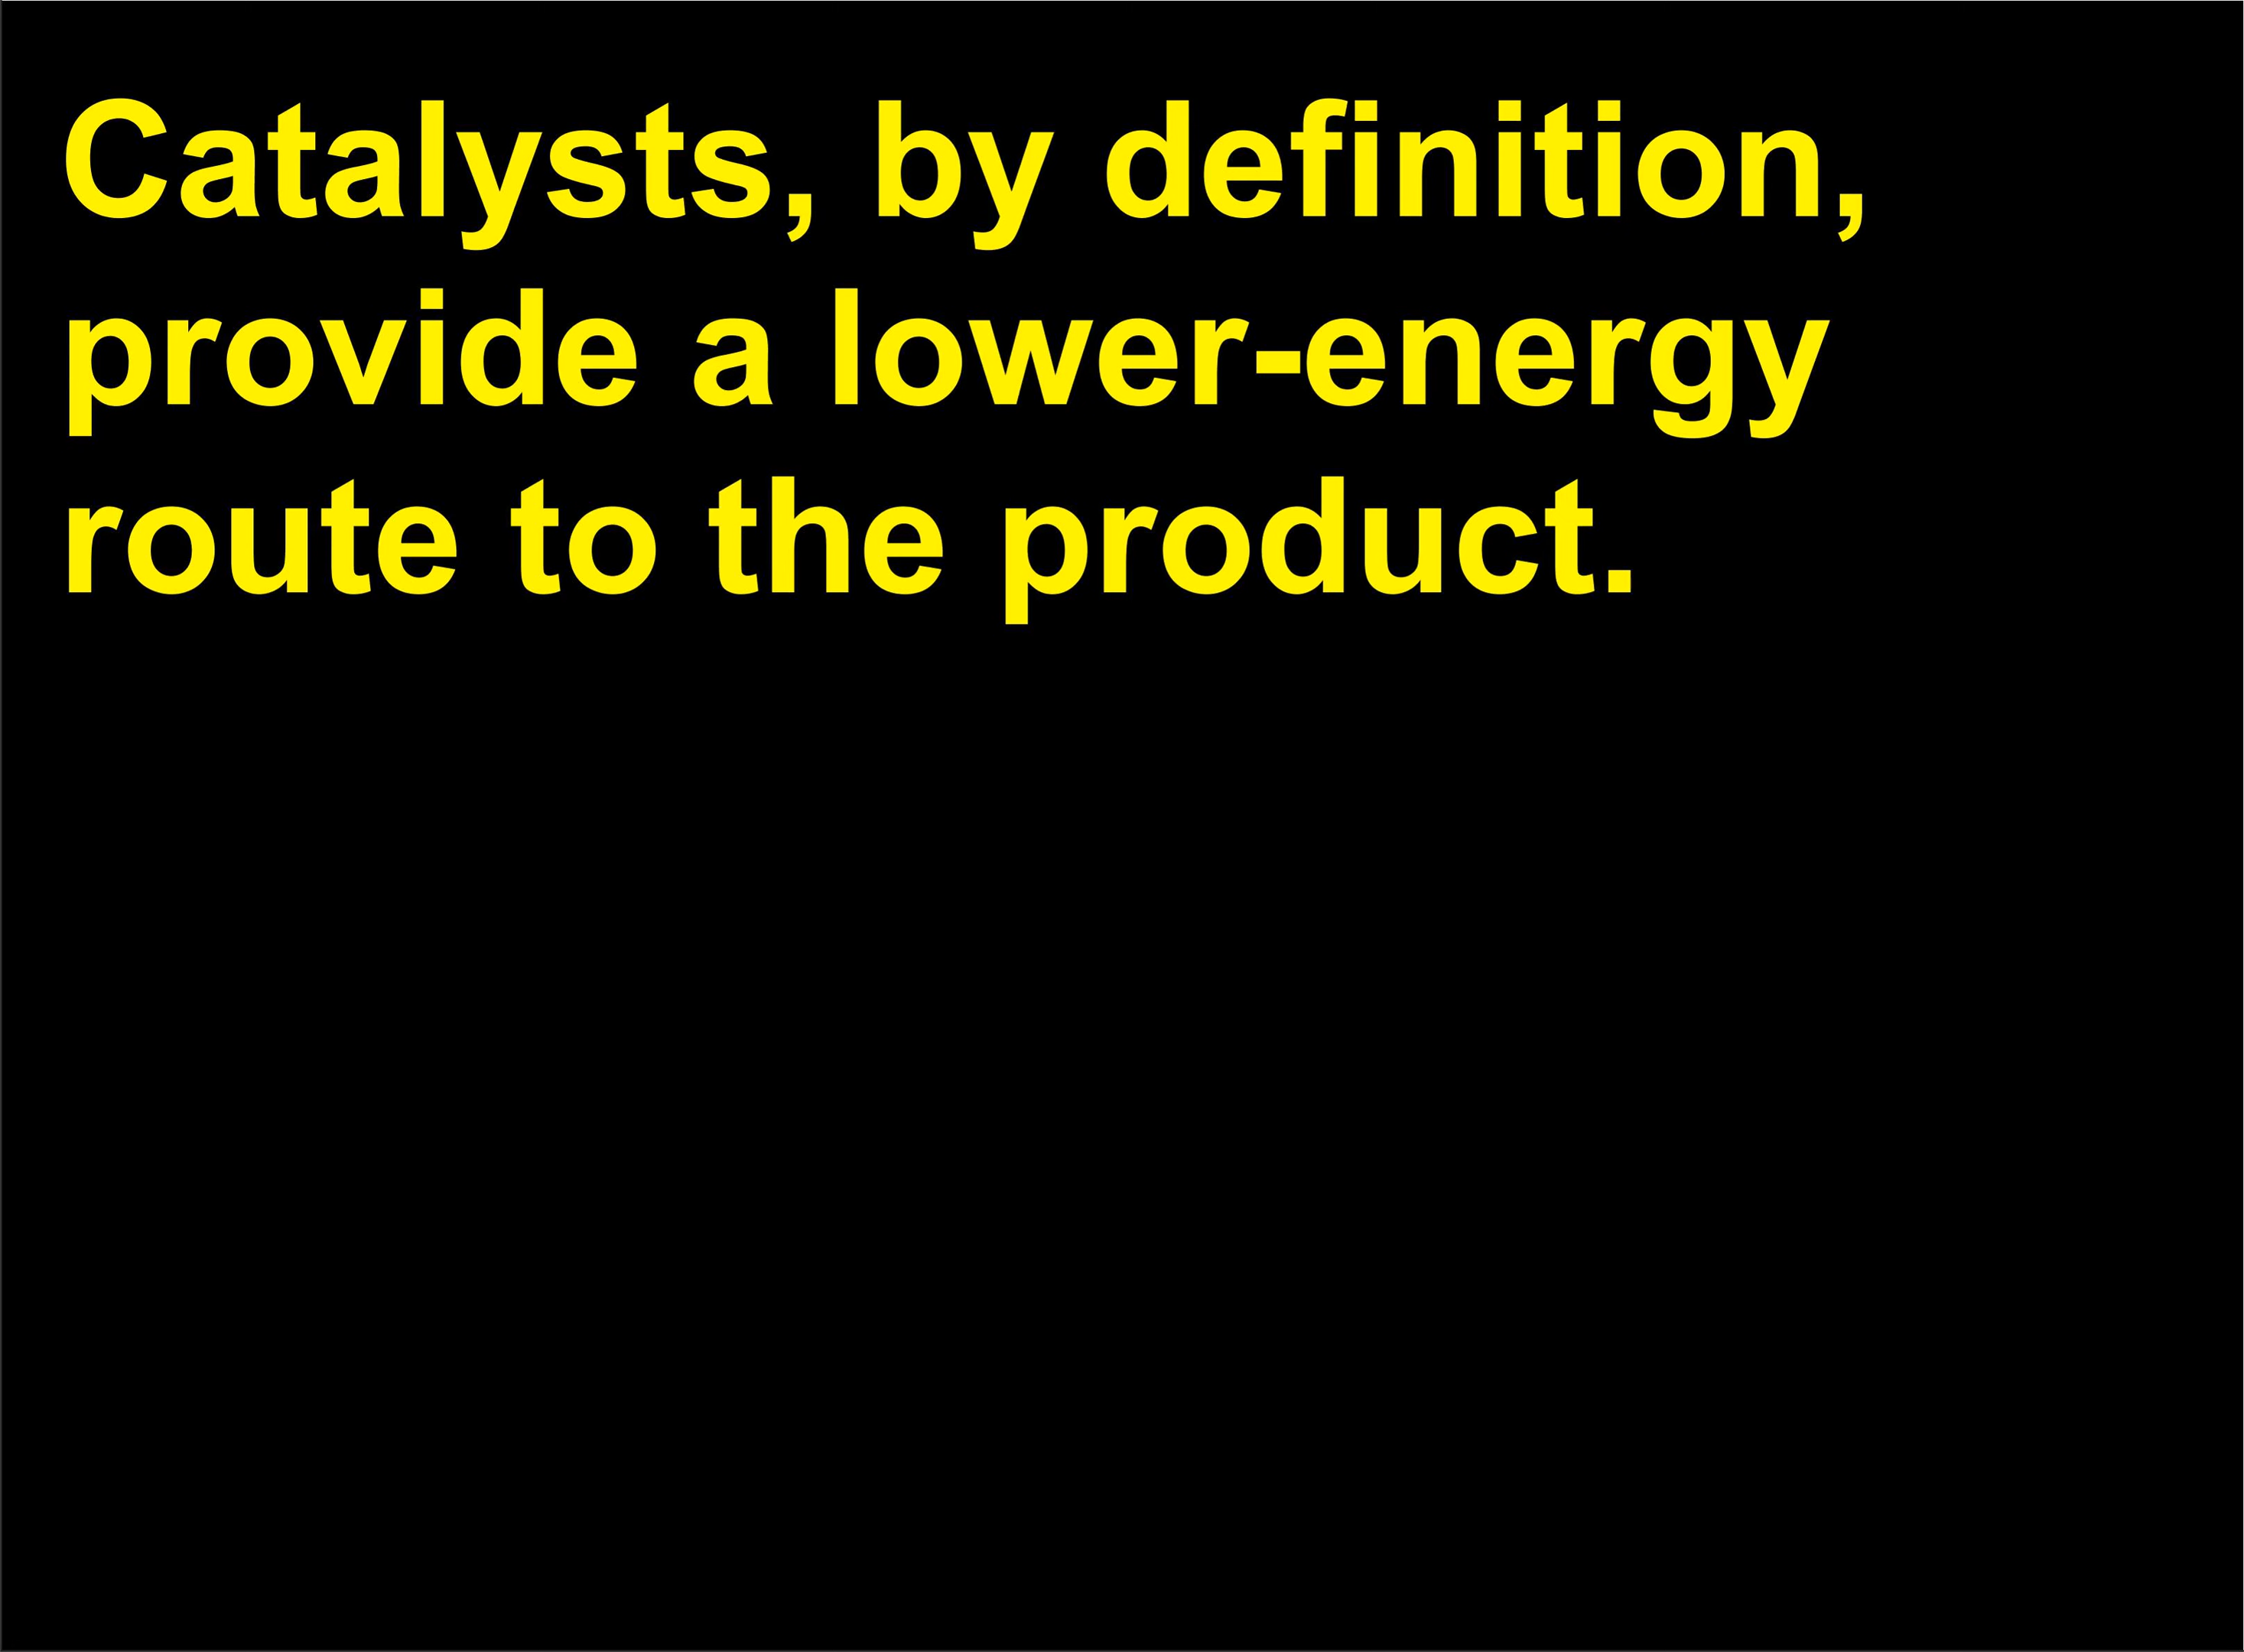 Catalysts, by definition,
provide a lower-energy
route to the product.